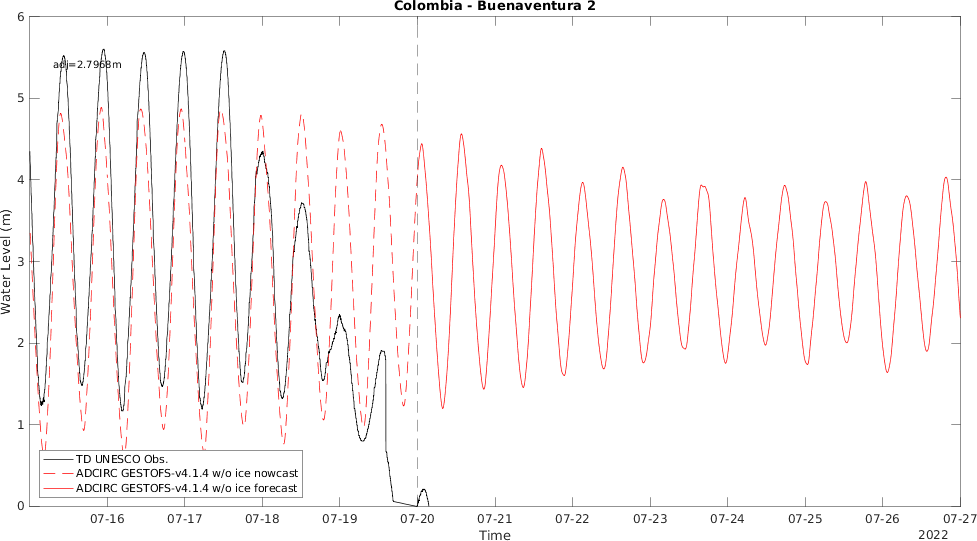 Colombia - Buenaventura 2
adj=2.7968m
Water Level (m)
6
5
4
3
2
1
0
TD UNESCO Obs.
ADCIRC GESTOFS-v4.1.4 w/o ice nowcast
ADCIRC GESTOFS-v4.1.4 w/o ice forecast
07-16 07-17 07-18 07-19 07-20 07-21 07-22 07-23 07-24 07-25 07-26 07-27
Time
2022